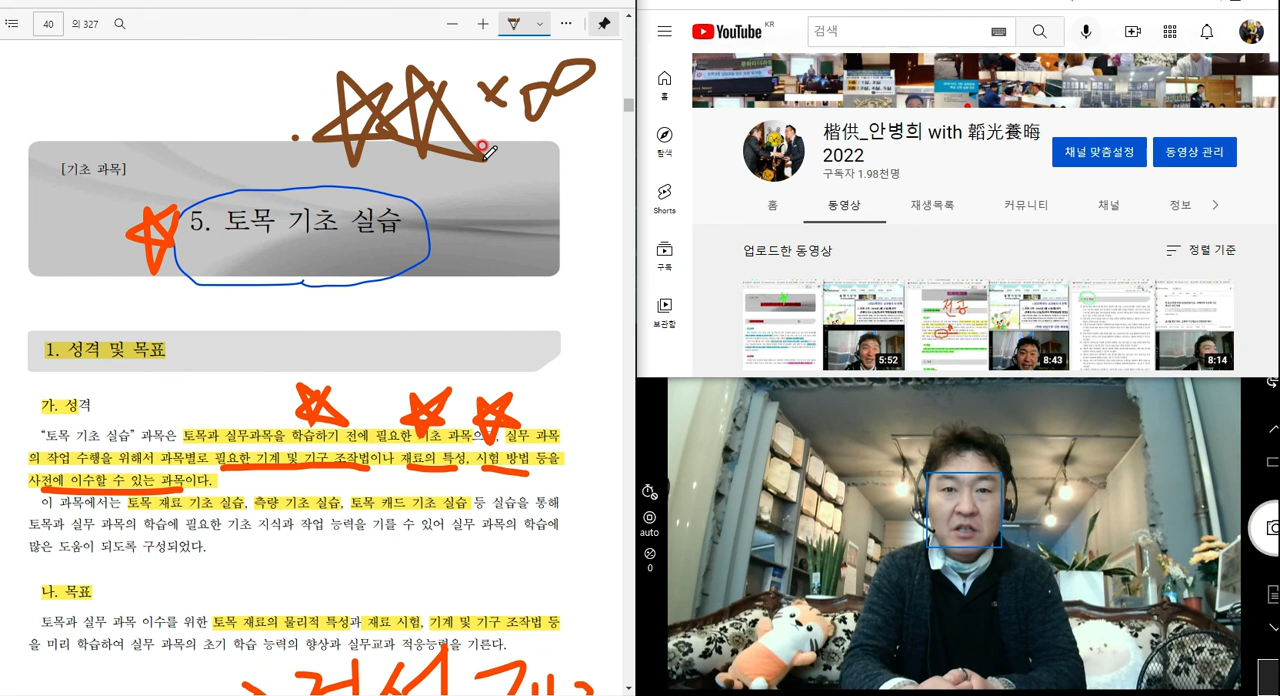 40 의 327
[기초 과목]
5. 토목 기초 실습
× 8
1. 성격 및 목표
가. 성격
“토목 기초 실습” 과목은 토목과 실무과목을 학습하기 전에 필요한 기초 과목으로, 실무 과목
의 작업 수행을 위해서 과목별로 필요한 기계 및 기구 조작법이나 재료의 특성, 시험 방법 등을
사전에 이수할 수 있는 과목이다.
이 과목에서는 토목 재료 기초 실습, 측량 기초 실습, 토목 캐드 기초 실습 등 실습을 통해
토목과 실무 과목의 학습에 필요한 기초 지식과 작업 능력을 기를 수 있어 실무 과목의 학습에
많은 도움이 되도록 구성되었다.
나. 목표
토목과 실무 과목 이수를 위한 토목 재료의 물리적 특성과 재료 시험, 기계 및 기구 조작법 등
을 미리 학습하여 실무 과목의 초기 학습 능력의 향상과 실무교과 적응능력을 기른다.
YouTube KR
검색
홈
탐색
Shorts
구독
보관함
楷供_안병희 with 韜光養晦
2022
구독자 1.98천명
채널 맞춤설정
동영상 관리
홈 동영상 재생목록 커뮤니티 채널 정보
업로드한 동영상
정렬 기준
전공
5:52
8:43
8:14
auto
0